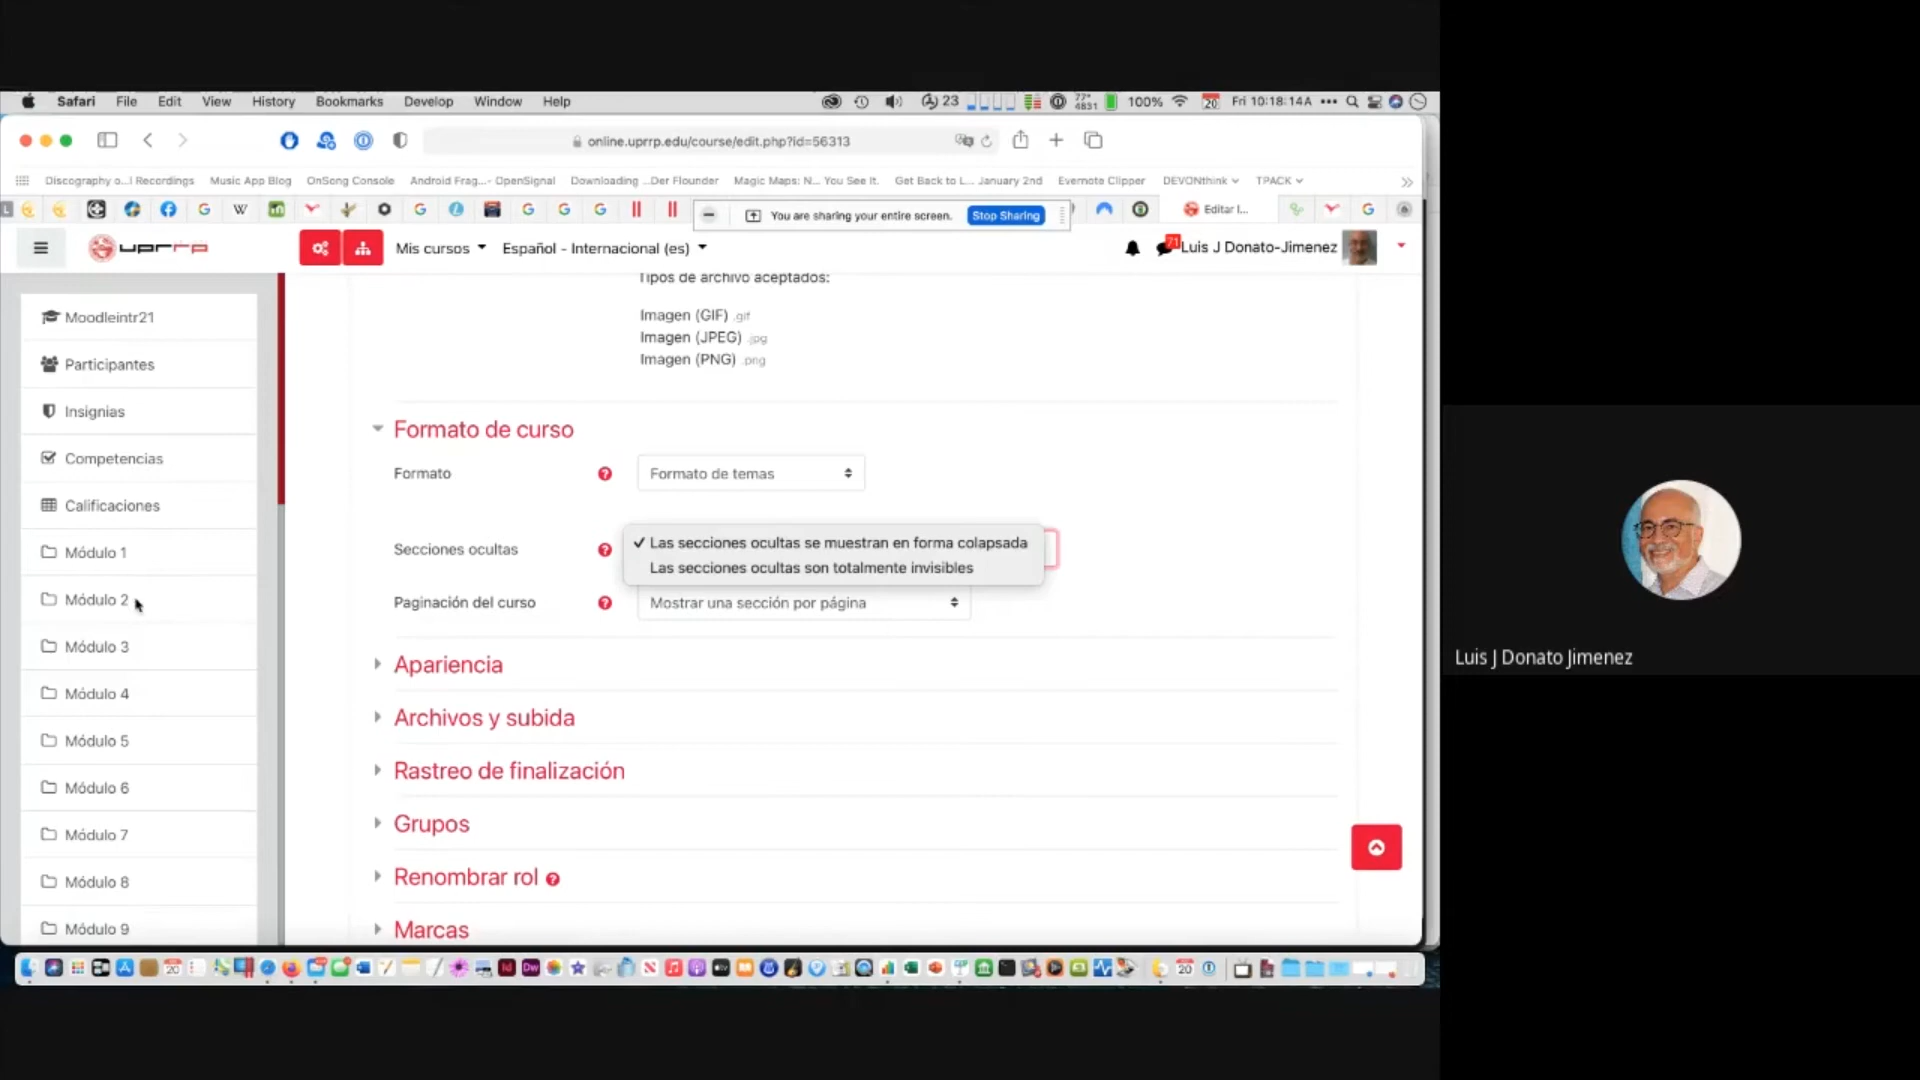 Safari File Edit View History Bookmarks Develop Window Help 23 77° 4831 100% 20 Fri 10:18:14A
online.uprrp.edu/course/edit.php?id=56313
Discography o...l Recordings Music App Blog OnSong Console Android Frag...- OpenSignal Downloading ...Der Flounder Magic Maps: N... You See It. Get Back to L... January 2nd Evernote Clipper DEVONthink TPACK
You are sharing your entire screen. Stop Sharing
Editar l...
uprrp Mis cursos Español - Internacional (es) 71 Luis J Donato-Jimenez
Tipos de archivo aceptados:
Imagen (GIF) .gif
Imagen (JPEG) .jpg
Imagen (PNG) .png
Moodleintr21
Participantes
Insignias
Competencias
Calificaciones
Módulo 1
Módulo 2
Módulo 3
Módulo 4
Módulo 5
Módulo 6
Módulo 7
Módulo 8
Módulo 9
Formato de curso
Formato ? Formato de temas
Secciones ocultas ?
✓ Las secciones ocultas se muestran en forma colapsada
Las secciones ocultas son totalmente invisibles
Paginación del curso ? Mostrar una sección por página
Apariencia
Archivos y subida
Rastreo de finalización
Grupos
Renombrar rol ?
Marcas
Luis J Donato Jimenez